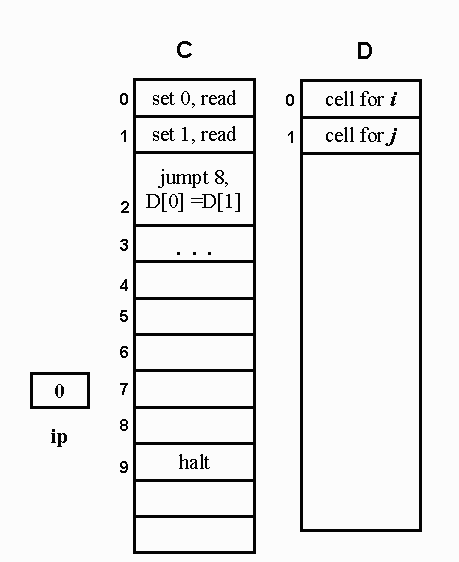 C D
0 set 0, read 0 cell for i
1 set 1, read 1 cell for j
jumpt 8,
2 D[0] =D[1]
3 . . .
4
5
6
0 7
ip 8
9 halt